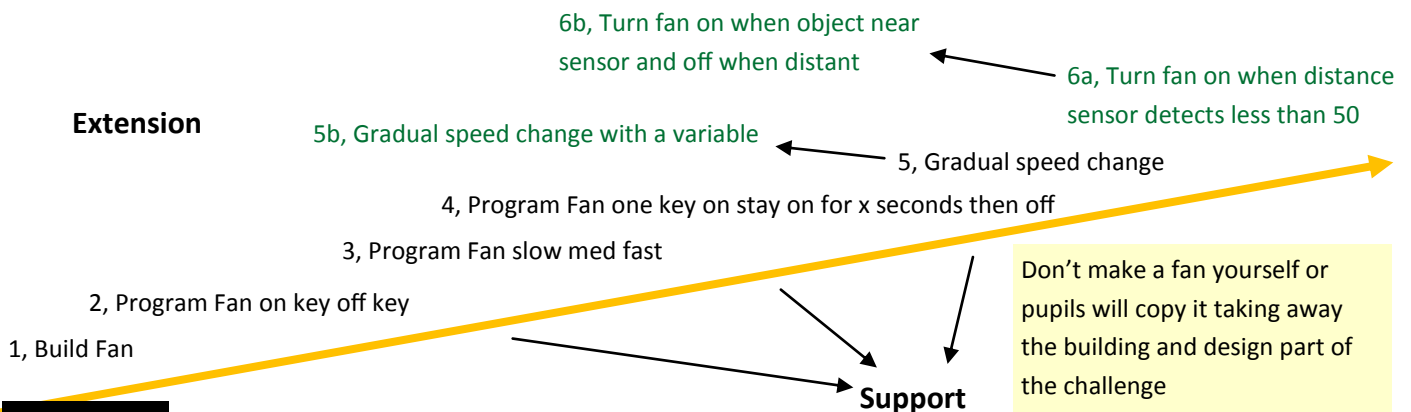 6b, Turn fan on when object near
sensor and off when distant
6a, Turn fan on when distance
sensor detects less than 50
Extension
5b, Gradual speed change with a variable
5, Gradual speed change
4, Program Fan one key on stay on for x seconds then off
3, Program Fan slow med fast
2, Program Fan on key off key
1, Build Fan
Don’t make a fan yourself or
pupils will copy it taking away
the building and design part of
the challenge
Support